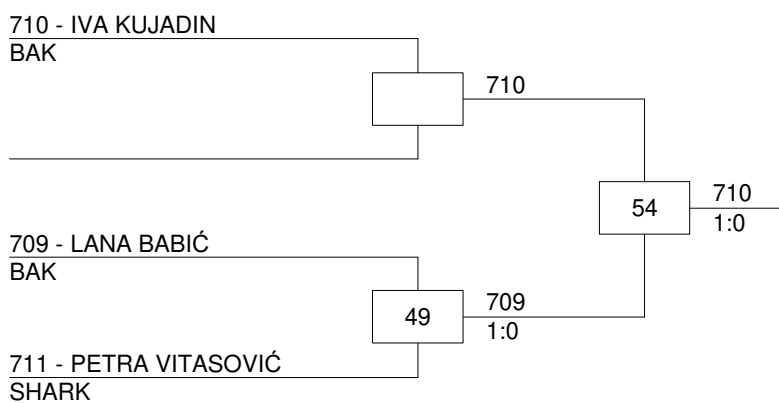 710 - IVA KUJADIN
BAK
710
54
710
1:0
709 - LANA BABIĆ
BAK
49
709
1:0
711 - PETRA VITASOVIĆ
SHARK